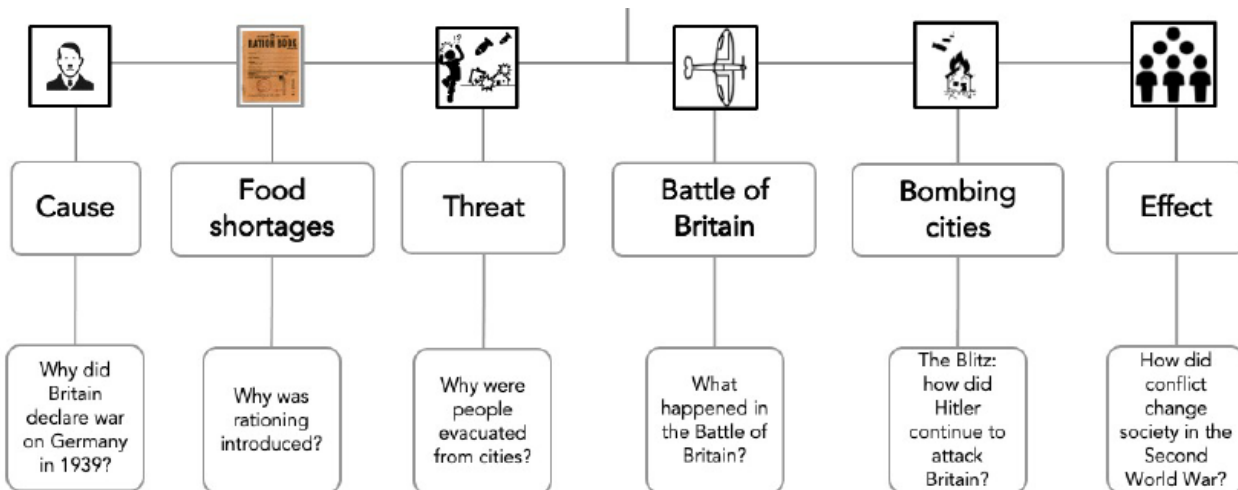 RATION BOOK
!?
Cause
Food
shortages
Threat
Battle of
Britain
Bombing
cities
Effect
Why did
Britain
declare war
on Germany
in 1939?
Why was
rationing
introduced?
Why were
people
evacuated
from cities?
What
happened in
the Battle of
Britain?
The Blitz:
how did
Hitler
continue to
attack
Britain?
How did
conflict
change
society in the
Second
World War?